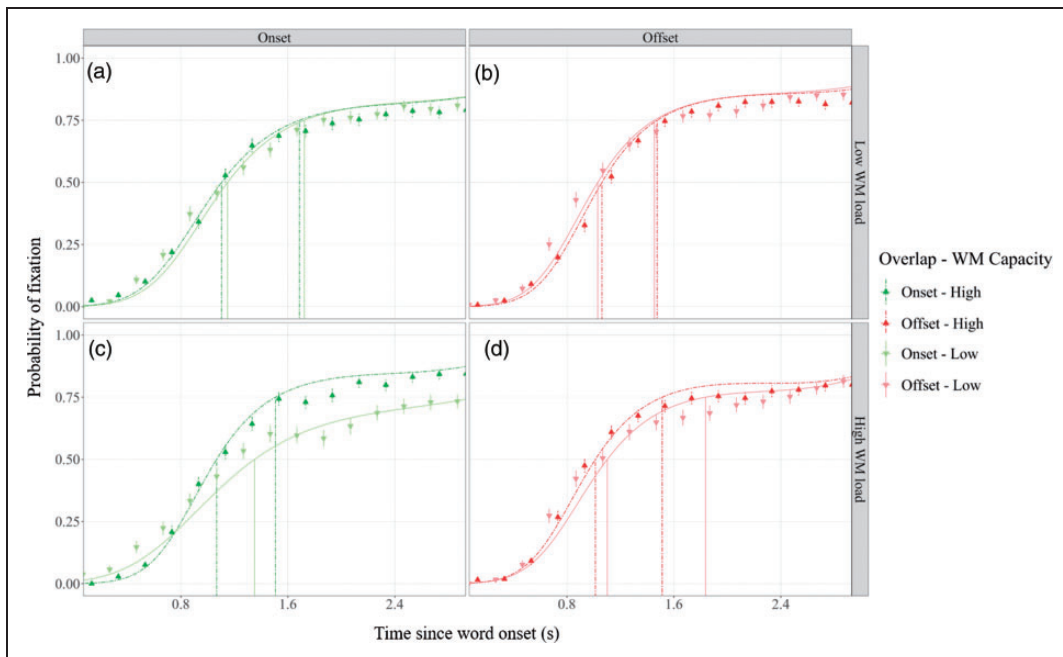 Onset
Offset
(a)
(b)
1.00
0.75
0.50
0.25
0.00
Low WM load
(c)
(d)
1.00
0.75
0.50
0.25
0.00
High WM load
0.8
1.6
2.4
0.8
1.6
2.4
Probability of fixation
Time since word onset (s)
Overlap - WM Capacity
Onset - High
Offset - High
Onset - Low
Offset - Low